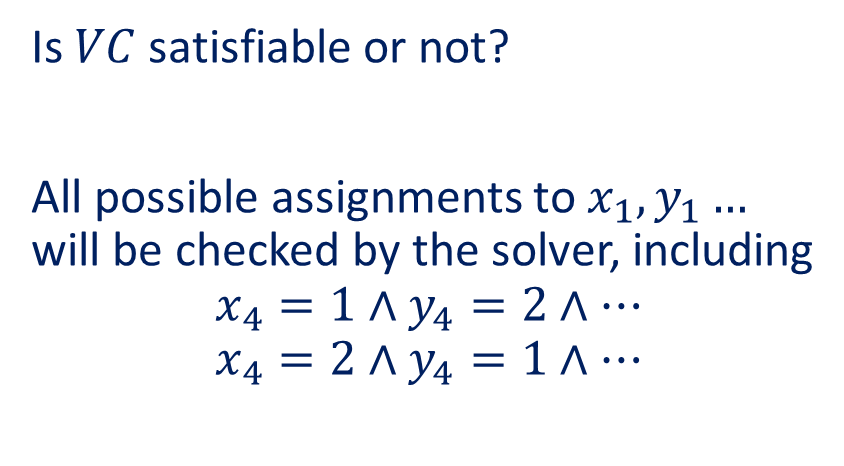 Is 𝑉𝐶 satisfiable or not?
All possible assignments to 𝑥₁, 𝑦₁ ...
will be checked by the solver, including
𝑥₄ = 1 ∧ 𝑦₄ = 2 ∧ ⋯
𝑥₄ = 2 ∧ 𝑦₄ = 1 ∧ ⋯